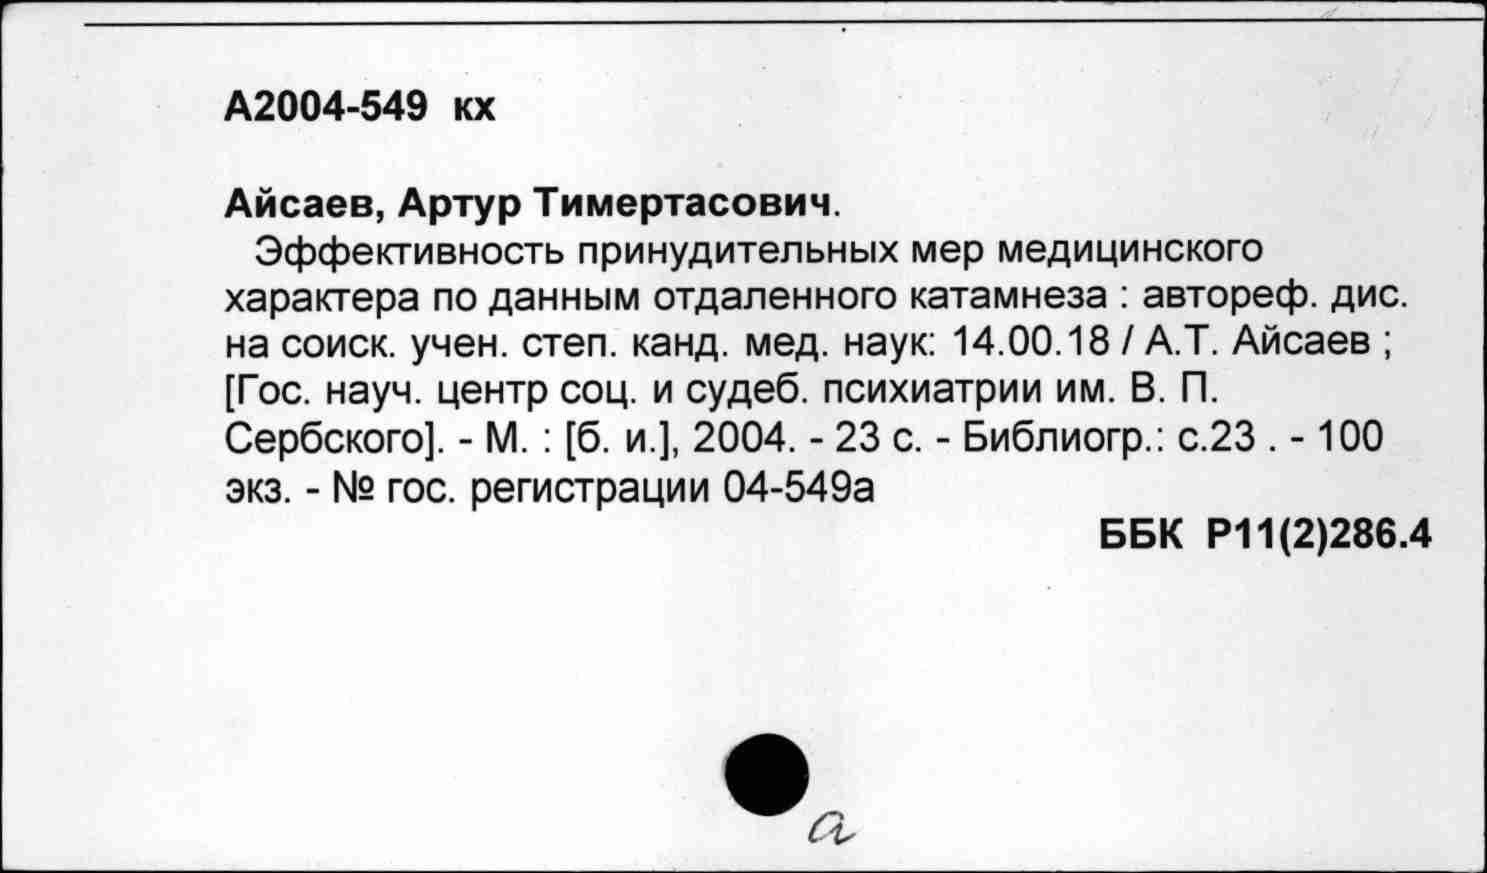 А2004-549 кх
Айсаев, Артур Тимертасович.
Эффективность принудительных мер медицинского
характера по данным отдаленного катамнеза : автореф. дис.
на соиск. учен. степ. канд. мед. наук: 14.00.18 / А.Т. Айсаев ;
[Гос. науч. центр соц. и судеб. психиатрии им. В. П.
Сербского]. - М. : [б. и.], 2004. - 23 с. - Библиогр.: с.23 . - 100
экз. - № гос. регистрации 04-549а
ББК Р11(2)286.4
а